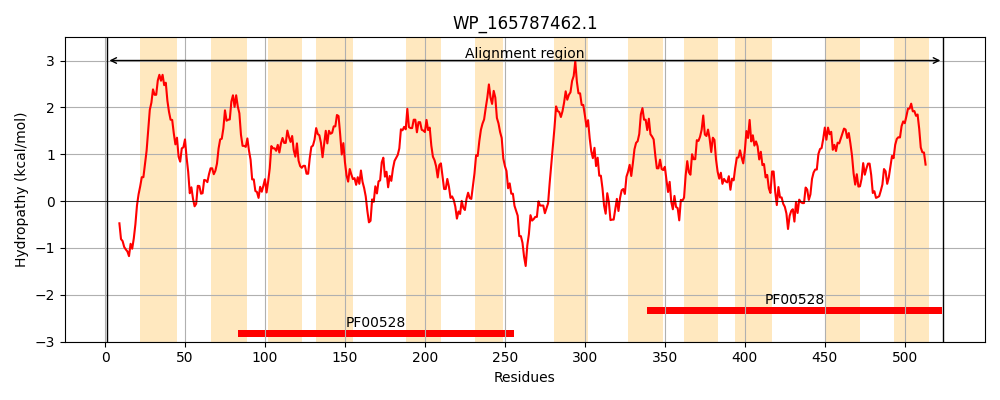 WP_165787462.1
Alignment region
3
2
1
0
−1
−2
−3
Hydropathy (kcal/mol)
PF00528
PF00528
0 50 100 150 200 250 300 350 400 450 500
Residues